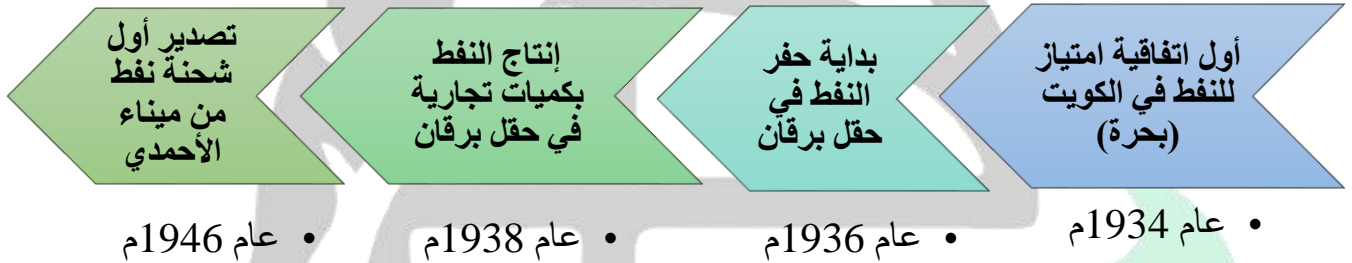 أول اتفاقية امتياز
للنفط في الكويت
(بحرة)
• عام 1934م
بداية حفر
النفط في
حقل برقان
• عام 1936م
إنتاج النفط
بكميات تجارية
في حقل برقان
• عام 1938م
تصدير أول
شحنة نفط
من ميناء
الأحمدي
• عام 1946م